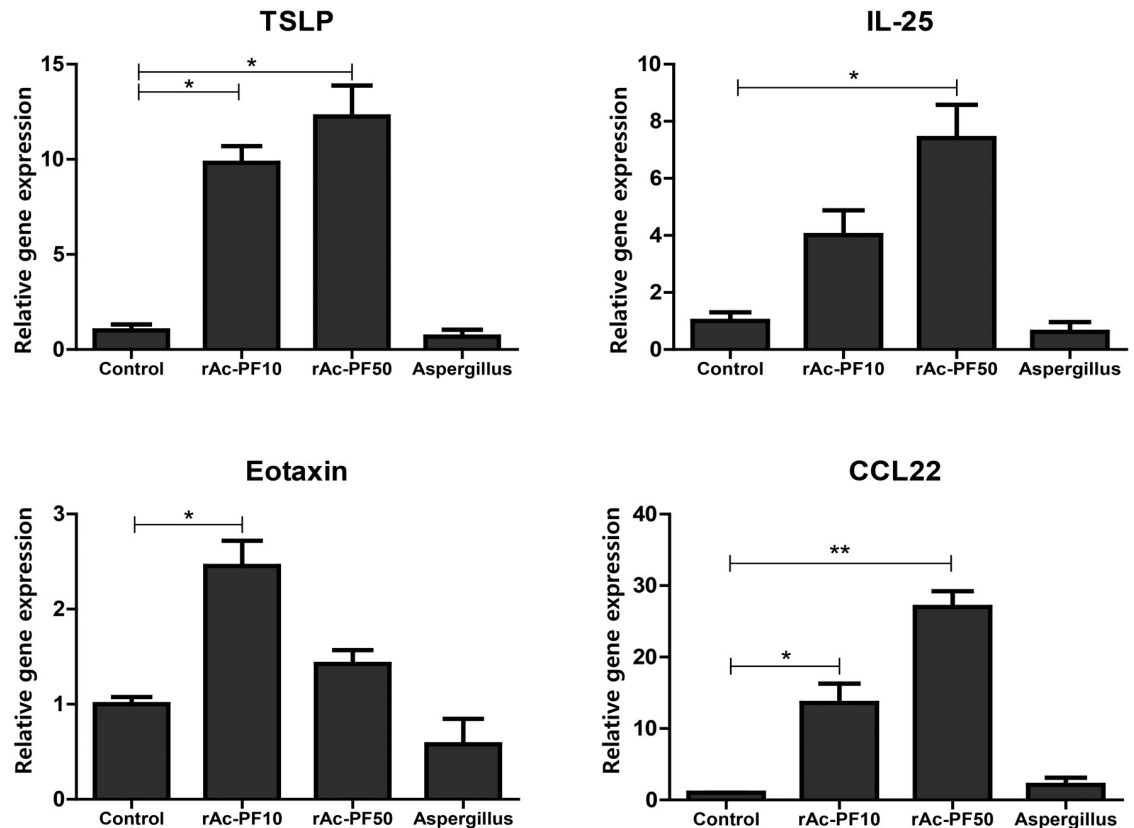 TSLP
Relative gene expression
15
10
5
0
*
*
Control rAc-PF10 rAc-PF50 Aspergillus
IL-25
Relative gene expression
10
8
6
4
2
0
*
Control rAc-PF10 rAc-PF50 Aspergillus
Eotaxin
Relative gene expression
3
2
1
0
*
Control rAc-PF10 rAc-PF50 Aspergillus
CCL22
Relative gene expression
40
30
20
10
0
**
*
Control rAc-PF10 rAc-PF50 Aspergillus